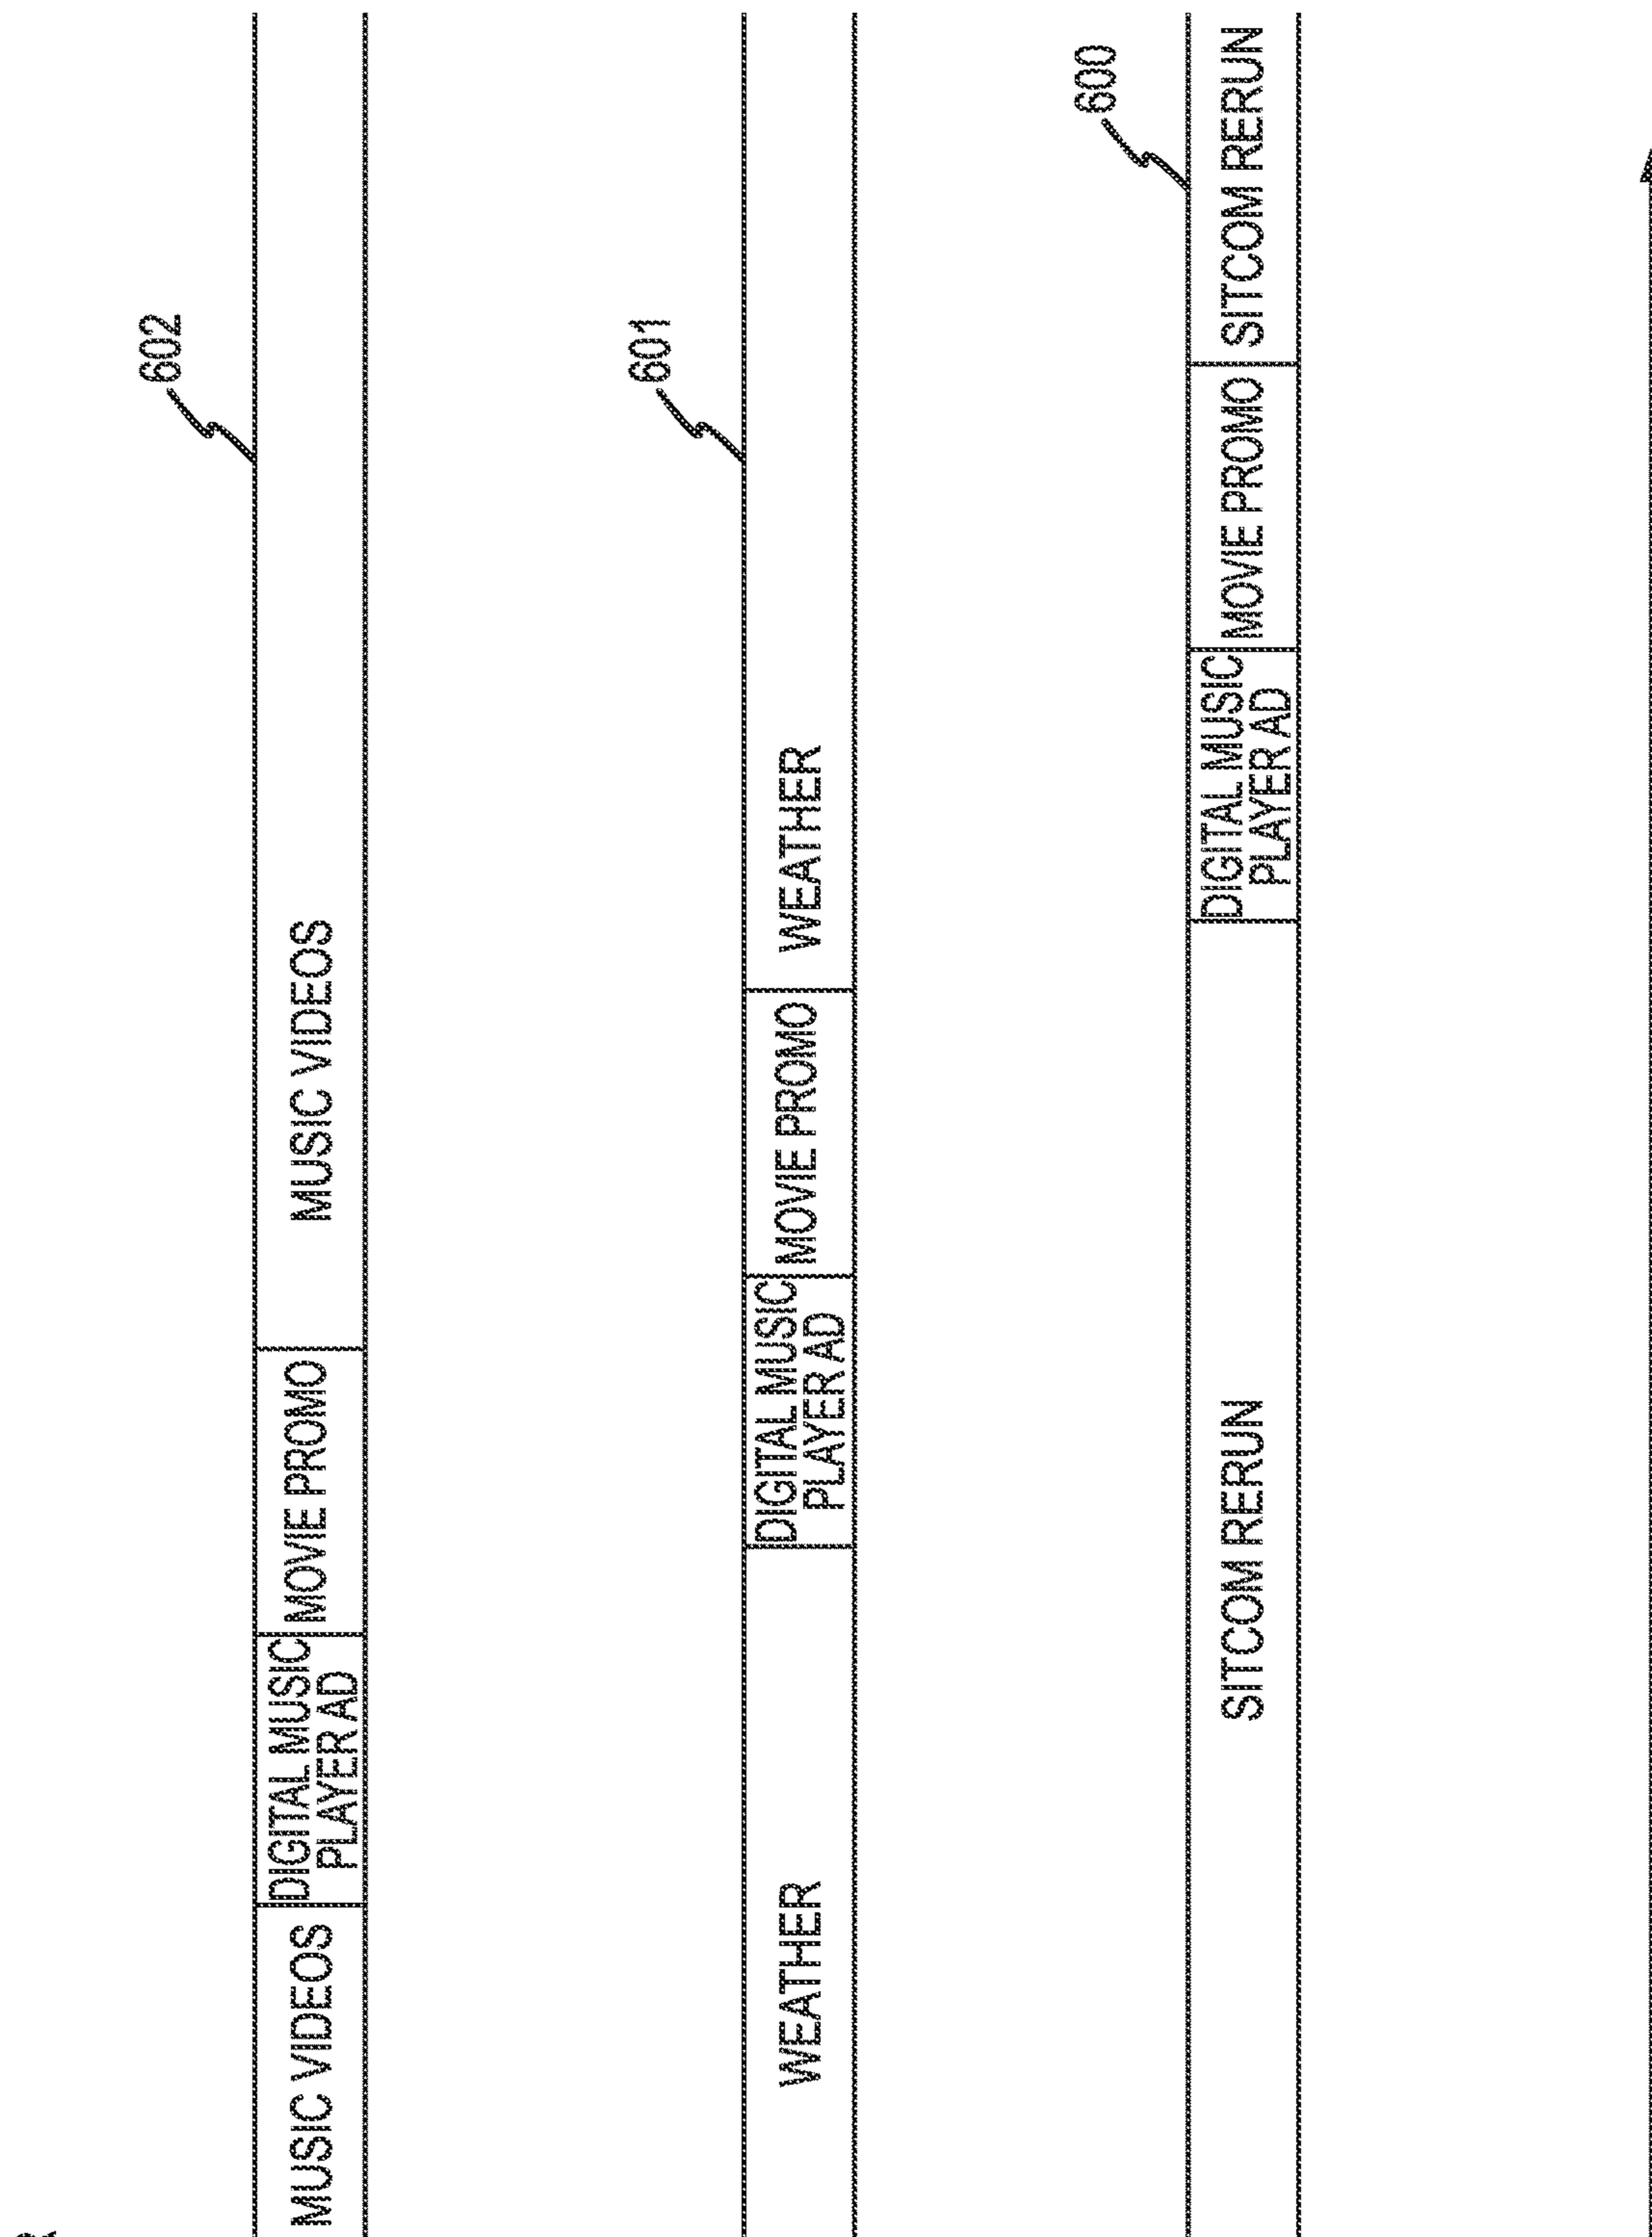 602
MUSIC VIDEOS
DIGITAL MUSIC
PLAYER AD
MOVIE PROMO
MUSIC VIDEOS
601
WEATHER
DIGITAL MUSIC
PLAYER AD
MOVIE PROMO
WEATHER
600
SITCOM RERUN
DIGITAL MUSIC
PLAYER AD
MOVIE PROMO
SITCOM RERUN